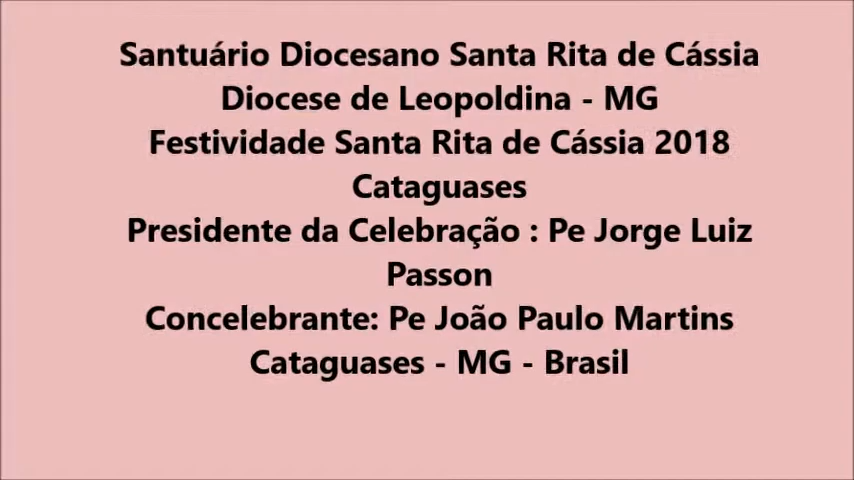 Santuário Diocesano Santa Rita de Cássia
Diocese de Leopoldina - MG
Festividade Santa Rita de Cássia 2018
Cataguases
Presidente da Celebração : Pe Jorge Luiz
Passon
Concelebrante: Pe João Paulo Martins
Cataguases - MG - Brasil